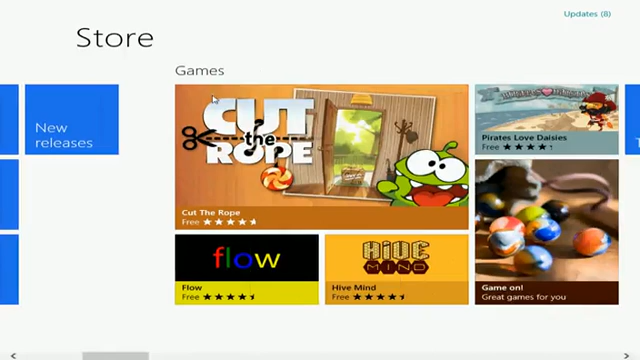 Updates (8)
Store
Games
New
releases
CUT
the
ROPE
Cut The Rope
Free
Pirates Love Daisies
Free
flow
Flow
Free
HIVE
MIND
Hive Mind
Free
Game on!
Great games for you